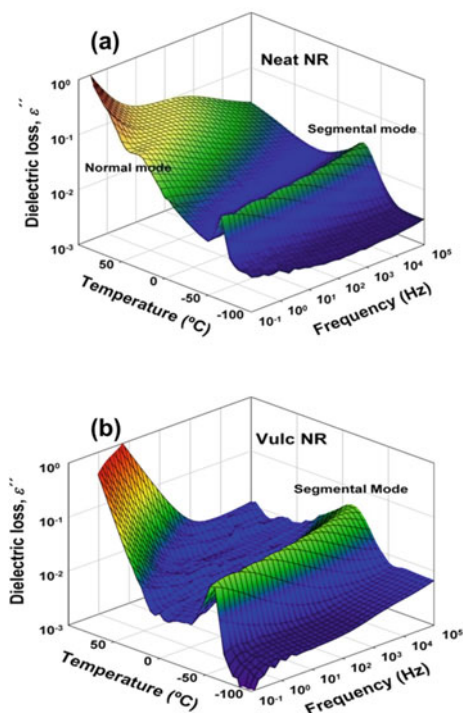 (a)
Neat NR
Segmental mode
Normal mode
Dielectric loss, ε´´
10⁰
10⁻¹
10⁻²
10⁻³
50
0
-50
-100
Temperature (ºC)
10⁻¹
10⁰
10¹
10²
10³
10⁴
10⁵
Frequency (Hz)
(b)
Vulc NR
Segmental Mode
Dielectric loss, ε´´
10⁰
10⁻¹
10⁻²
10⁻³
50
0
-50
-100
Temperature (ºC)
10⁻¹
10⁰
10¹
10²
10³
10⁴
10⁵
Frequency (Hz)